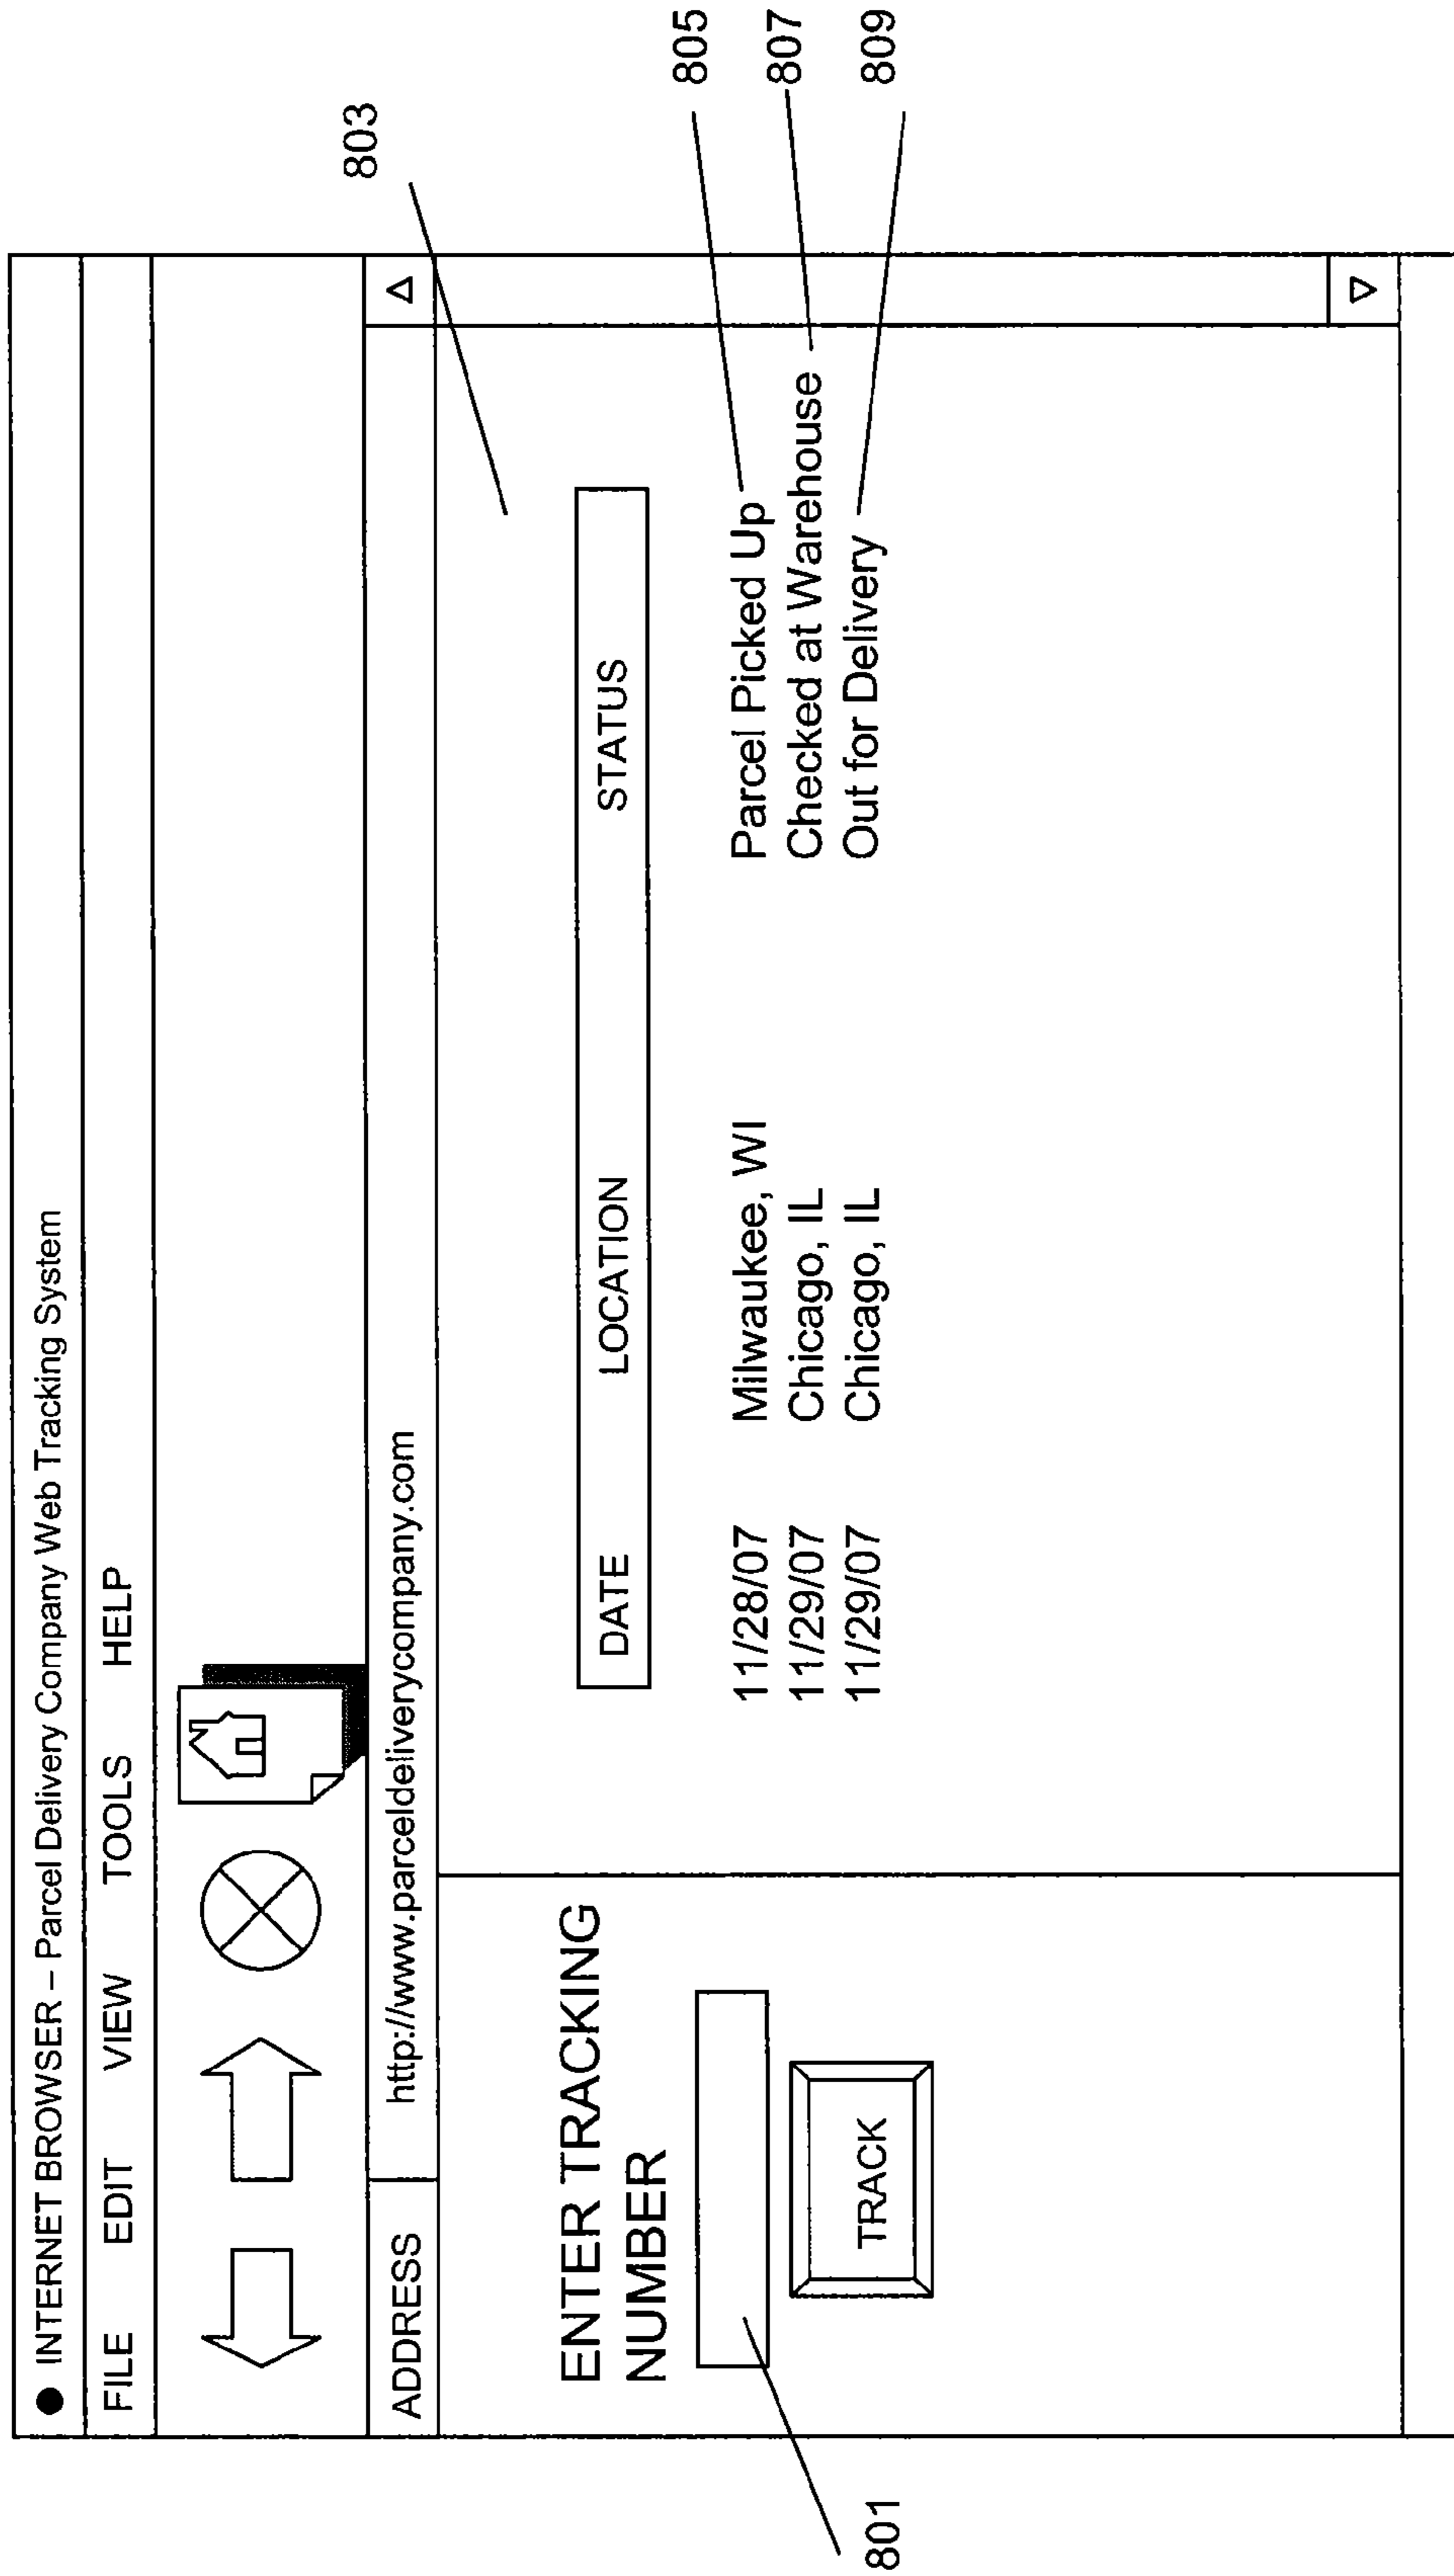 ● INTERNET BROWSER – Parcel Delivery Company Web Tracking System
FILE EDIT VIEW TOOLS HELP
ADDRESS http://www.parceldeliverycompany.com
803
ENTER TRACKING
NUMBER
801
TRACK
DATE LOCATION STATUS
11/28/07 Milwaukee, WI Parcel Picked Up 805
11/29/07 Chicago, IL Checked at Warehouse 807
11/29/07 Chicago, IL Out for Delivery 809